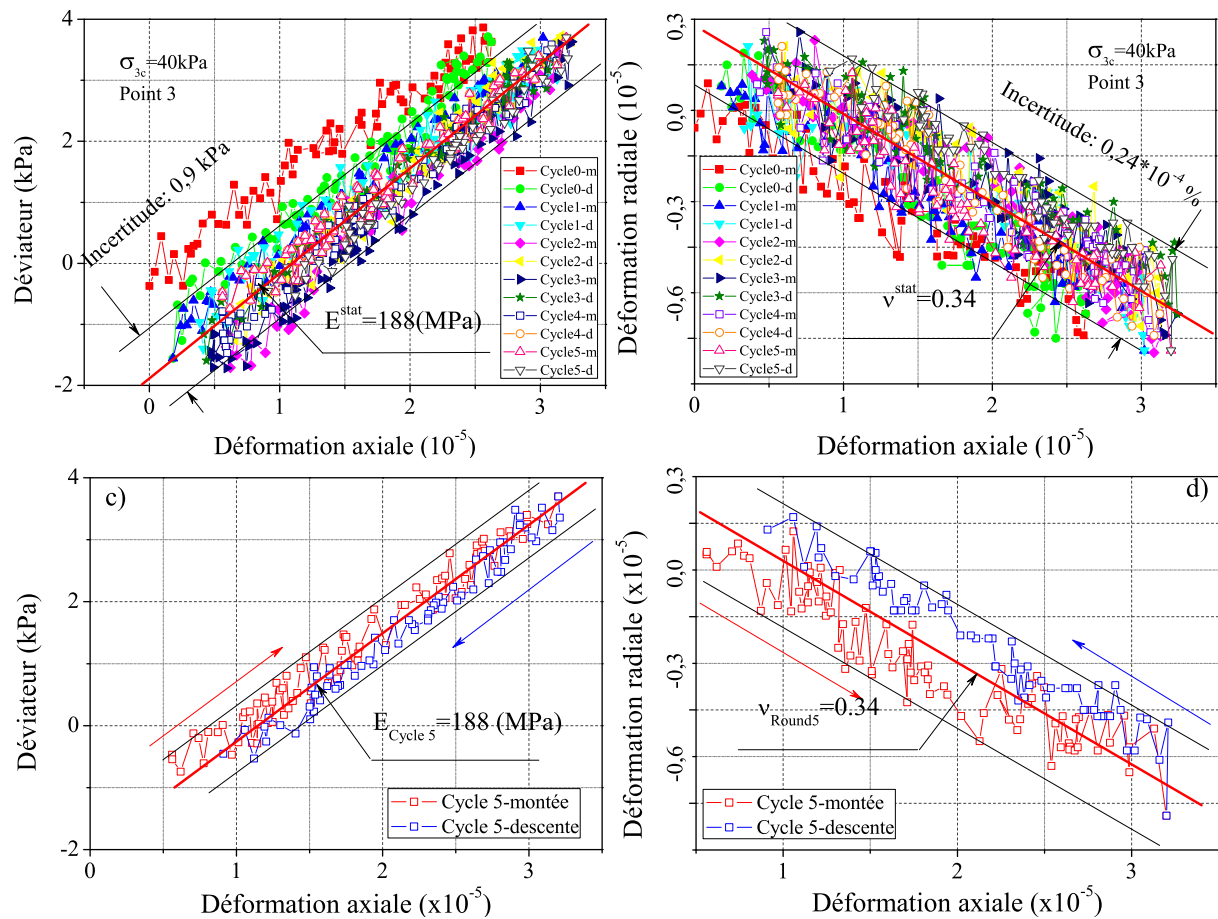 4
2
0
-2
Déviateur (kPa)
σ3c=40kPa
Point 3
Incertitude: 0,9 kPa
E^stat=188(MPa)
Cycle0-m
Cycle0-d
Cycle1-m
Cycle1-d
Cycle2-m
Cycle2-d
Cycle3-m
Cycle3-d
Cycle4-m
Cycle4-d
Cycle5-m
Cycle5-d
0 1 2 3
Déformation axiale (10^-5)
0,3
0,0
-0,3
-0,6
Déformation radiale (10^-5)
σ3c=40kPa
Point 3
Incertitude: 0,24*10^-4 %
ν^stat=0.34
Cycle0-m
Cycle0-d
Cycle1-m
Cycle1-d
Cycle2-m
Cycle2-d
Cycle3-m
Cycle3-d
Cycle4-m
Cycle4-d
Cycle5-m
Cycle5-d
0 1 2 3
Déformation axiale (10^-5)
c)
4
2
0
-2
Déviateur (kPa)
E_Cycle 5=188 (MPa)
Cycle 5-montée
Cycle 5-descente
0 1 2 3
Déformation axiale (x10^-5)
d)
0,3
0,0
-0,3
-0,6
Déformation radiale (x10^-5)
ν_Round5=0.34
Cycle 5-montée
Cycle 5-descente
1 2 3
Déformation axiale (x10^-5)